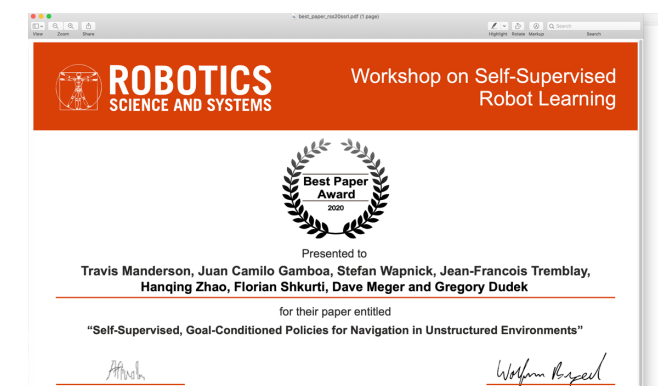 best_paper_rss20ssrl.pdf (1 page)
View Zoom Share Highlight Rotate Markup Search
Search
ROBOTICS
SCIENCE AND SYSTEMS
Workshop on Self-Supervised
Robot Learning
Best Paper
Award
2020
Presented to
Travis Manderson, Juan Camilo Gamboa, Stefan Wapnick, Jean-Francois Tremblay,
Hanqing Zhao, Florian Shkurti, Dave Meger and Gregory Dudek
for their paper entitled
“Self-Supervised, Goal-Conditioned Policies for Navigation in Unstructured Environments”